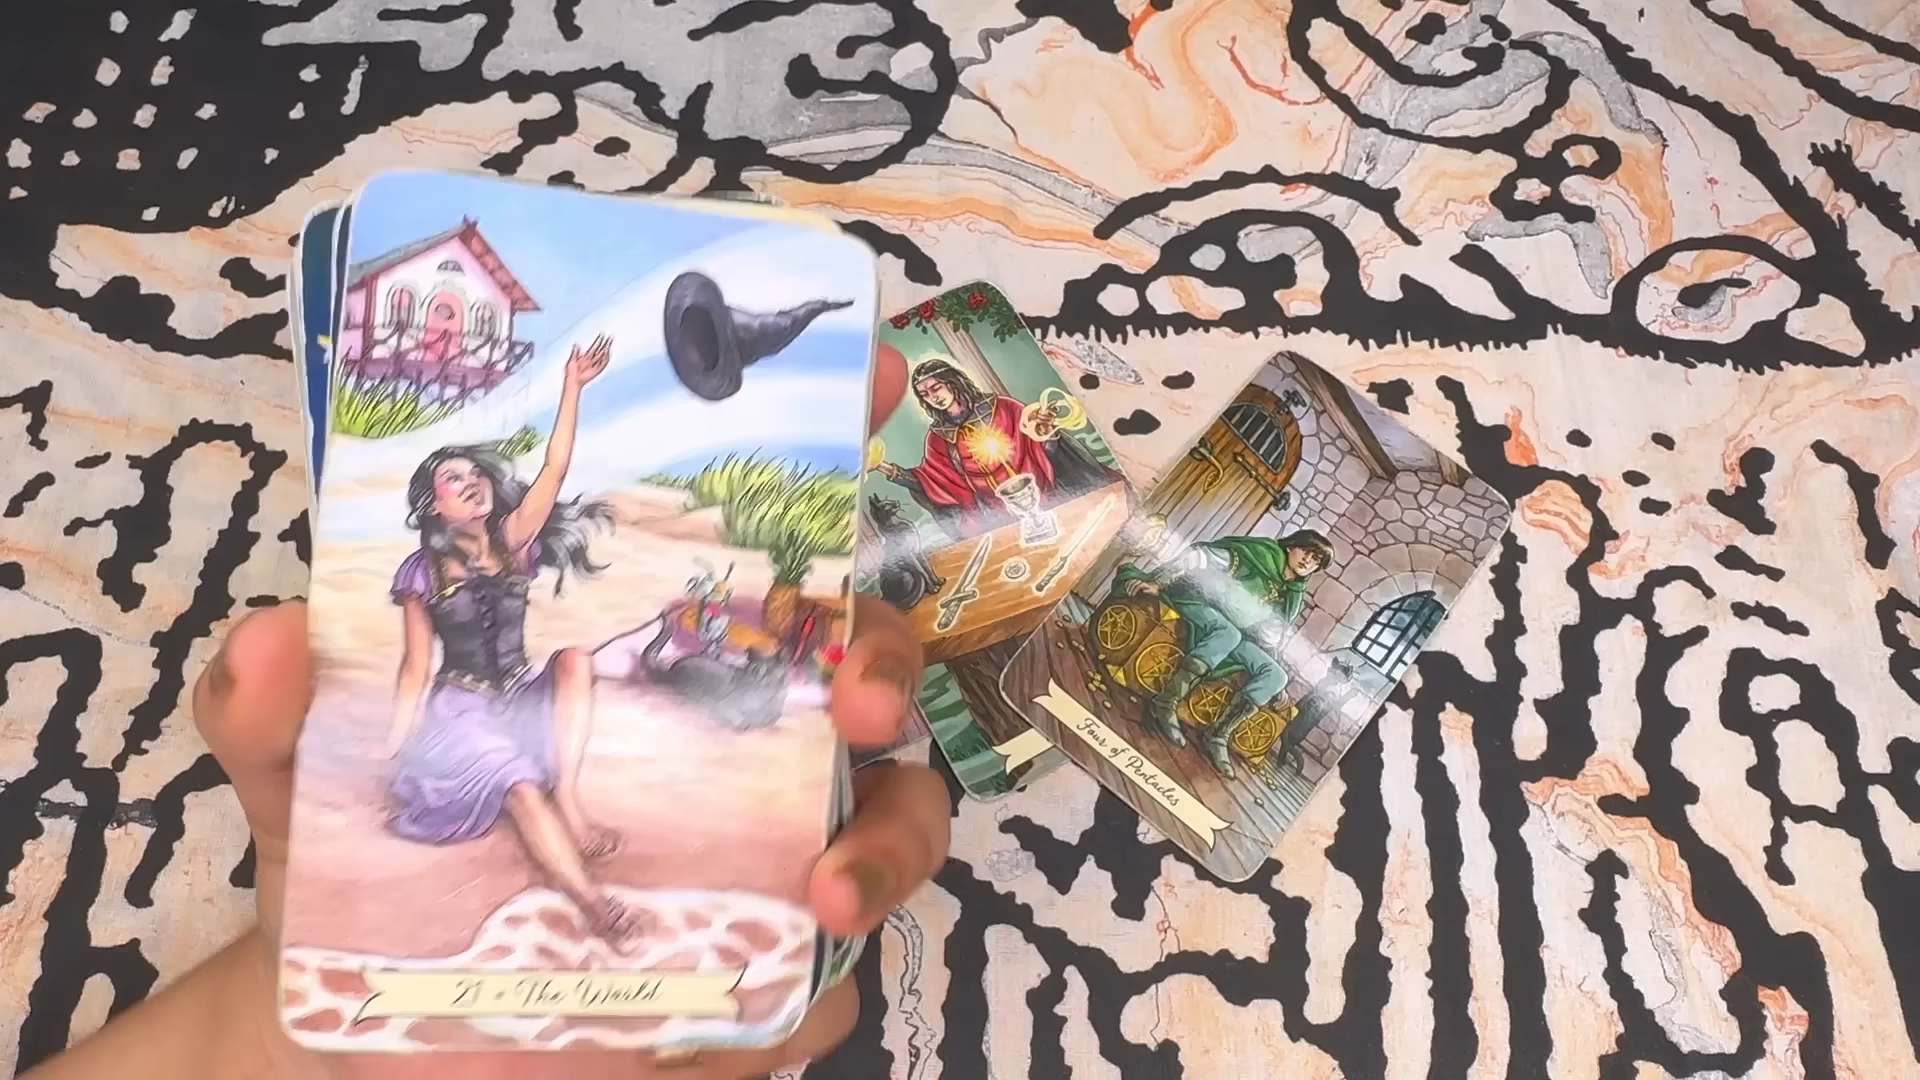 21 • The World
Four of Pentacles